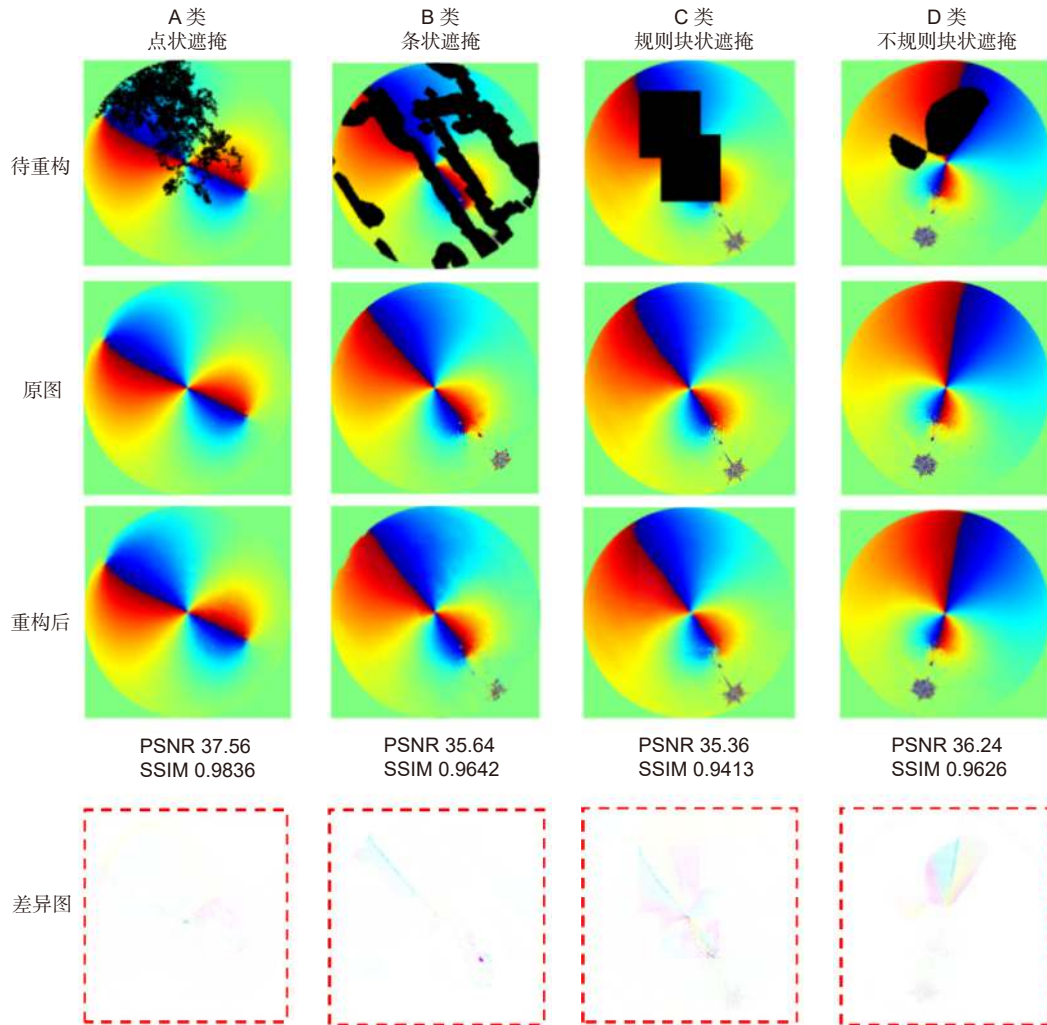 A 类
点状遮掩
B 类
条状遮掩
C 类
规则块状遮掩
D 类
不规则块状遮掩
待重构
原图
重构后
PSNR 37.56
SSIM 0.9836
PSNR 35.64
SSIM 0.9642
PSNR 35.36
SSIM 0.9413
PSNR 36.24
SSIM 0.9626
差异图